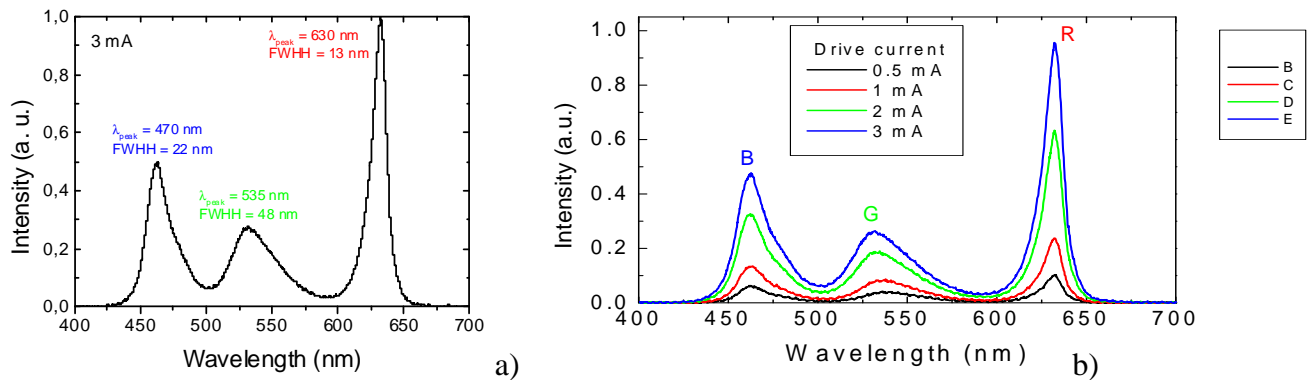 3 mA
λpeak = 630 nm
FWHH = 13 nm
λpeak = 470 nm
FWHH = 22 nm
λpeak = 535 nm
FWHH = 48 nm
Intensity (a. u.)
1,0
0,8
0,6
0,4
0,2
0,0
400 450 500 550 600 650 700
Wavelength (nm)
a)
Drive current
0.5 mA
1 mA
2 mA
3 mA
B
G
R
Intensity (a.u.)
1.0
0.8
0.6
0.4
0.2
0.0
400 450 500 550 600 650 700
Wavelength (nm)
b)
B
C
D
E